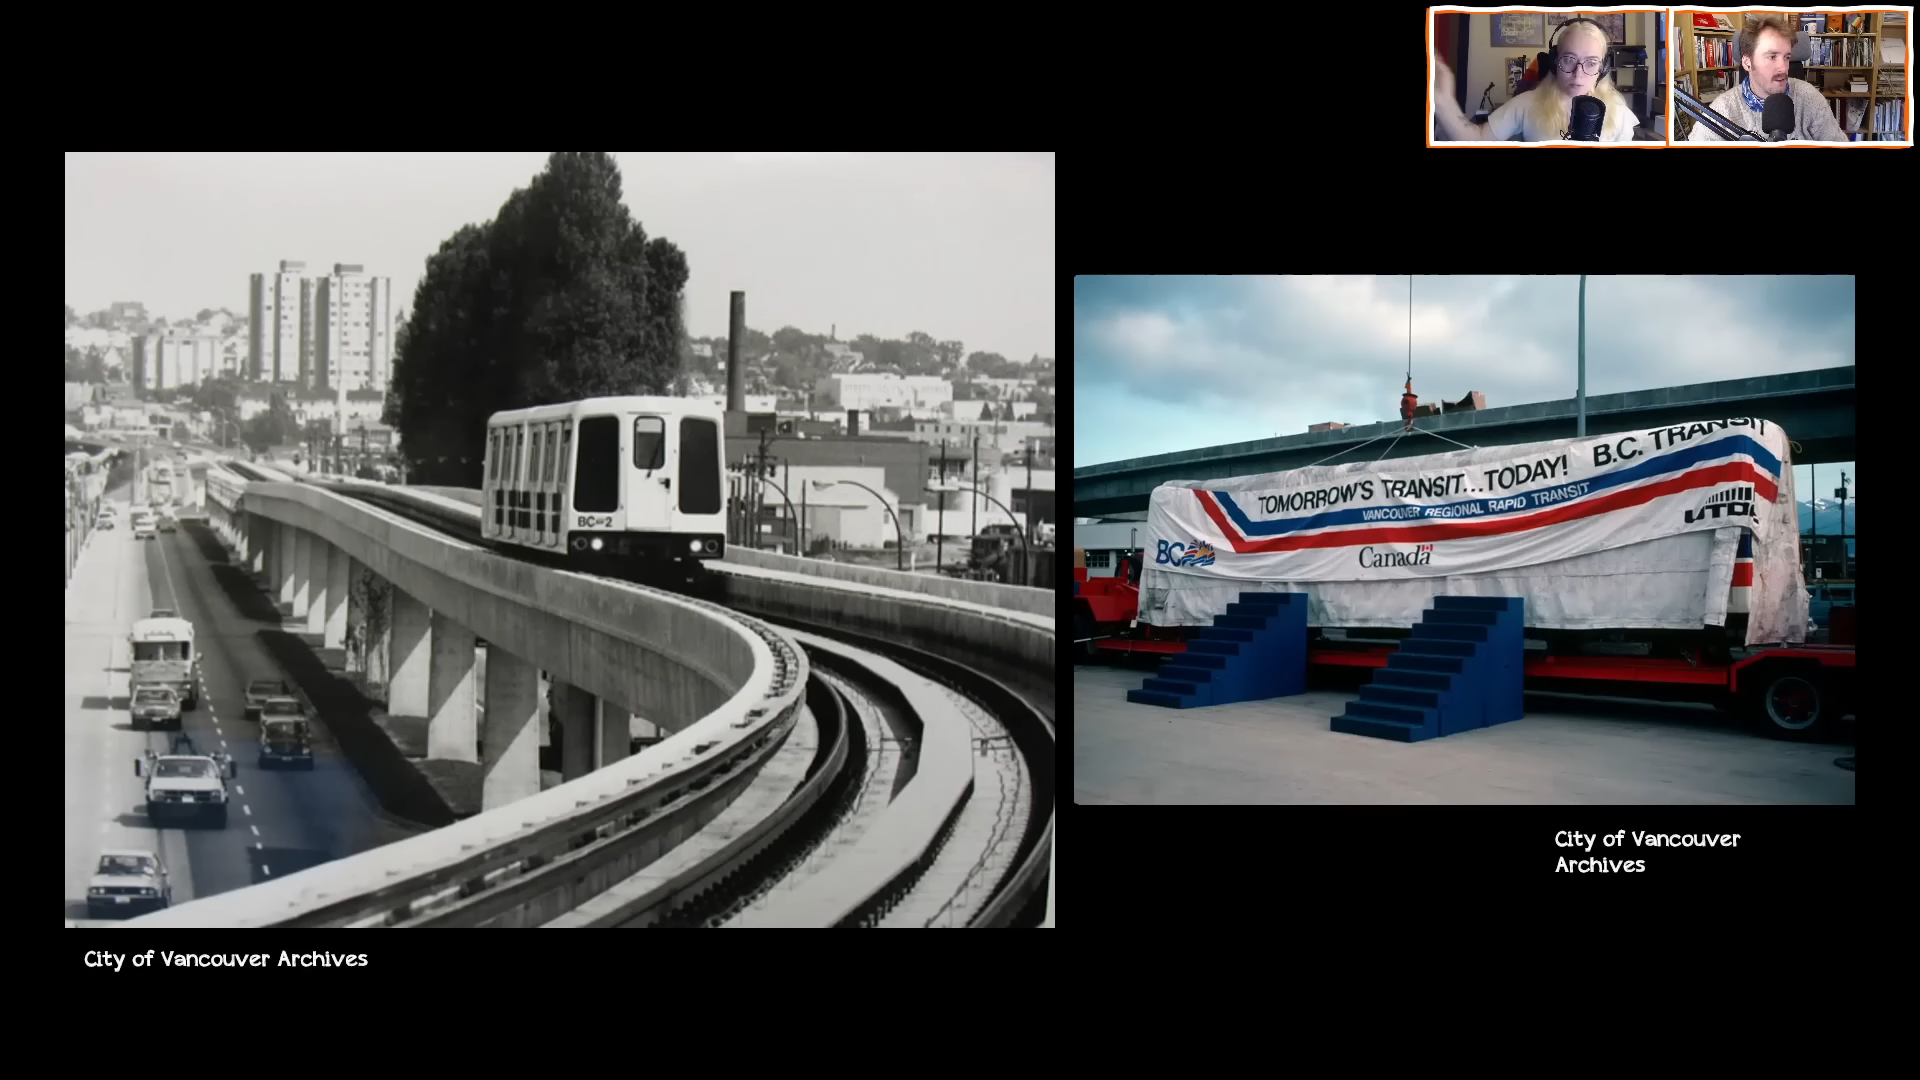 BC 2
TOMORROW'S TRANSIT...TODAY! B.C. TRANSIT
VANCOUVER REGIONAL RAPID TRANSIT
BC
Canada
City of Vancouver
Archives
City of Vancouver Archives